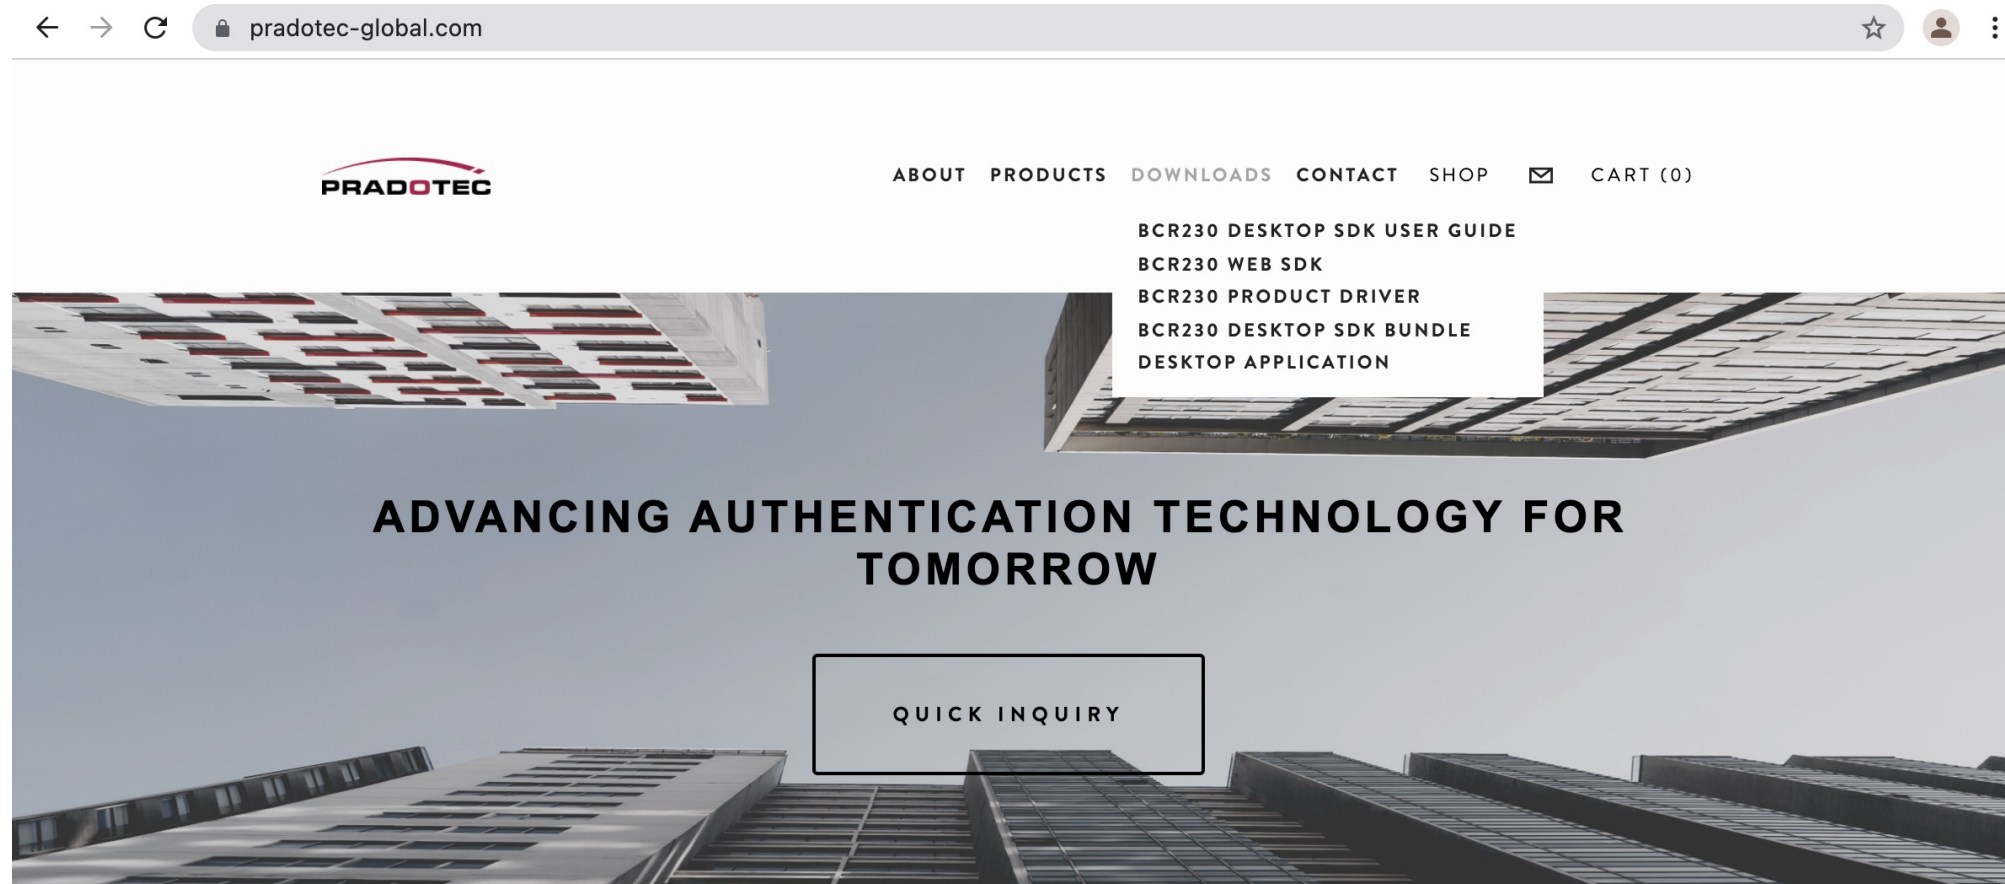 pradotec-global.com
PRADOTEC
ABOUT PRODUCTS DOWNLOADS CONTACT SHOP CART (0)
BCR230 DESKTOP SDK USER GUIDE
BCR230 WEB SDK
BCR230 PRODUCT DRIVER
BCR230 DESKTOP SDK BUNDLE
DESKTOP APPLICATION
ADVANCING AUTHENTICATION TECHNOLOGY FOR
TOMORROW
QUICK INQUIRY